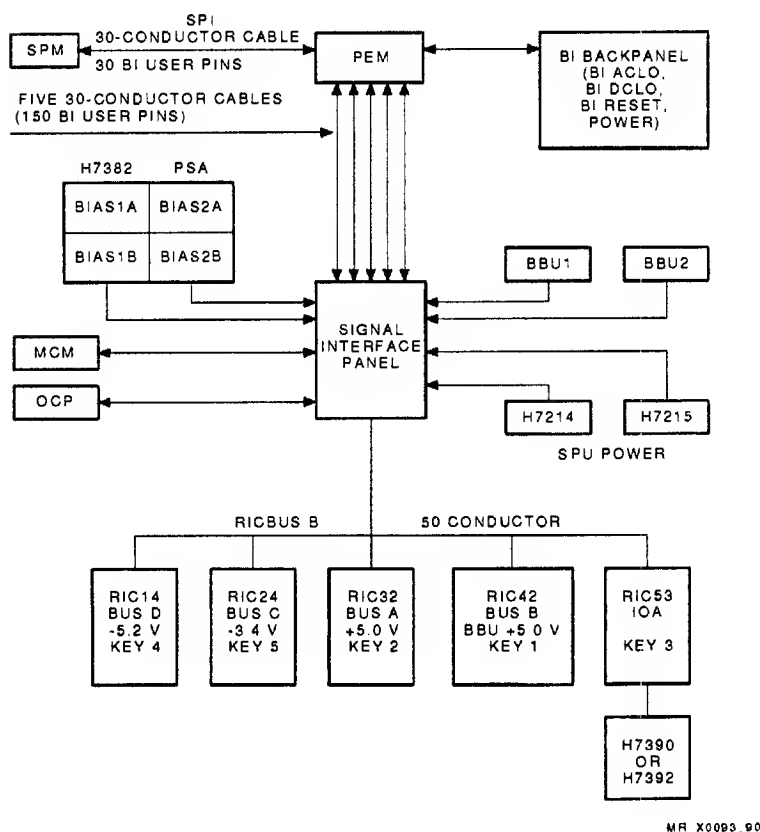 SPI
30-CONDUCTOR CABLE
SPM
30 BI USER PINS
PEM
BI BACKPANEL
(BI ACLO,
BI DCLO,
BI RESET,
POWER)
FIVE 30-CONDUCTOR CABLES
(150 BI USER PINS)
H7382 PSA
BIAS1A BIAS2A
BIAS1B BIAS2B
BBU1 BBU2
SIGNAL
INTERFACE
PANEL
MCM
OCP
H7214 H7215
SPU POWER
RICBUS B 50 CONDUCTOR
RIC14
BUS D
-5.2 V
KEY 4
RIC24
BUS C
-3 4 V
KEY 5
RIC32
BUS A
+5.0 V
KEY 2
RIC42
BUS B
BBU +5 0 V
KEY 1
RIC53
IOA
KEY 3
H7390
OR
H7392
MR X0093 90